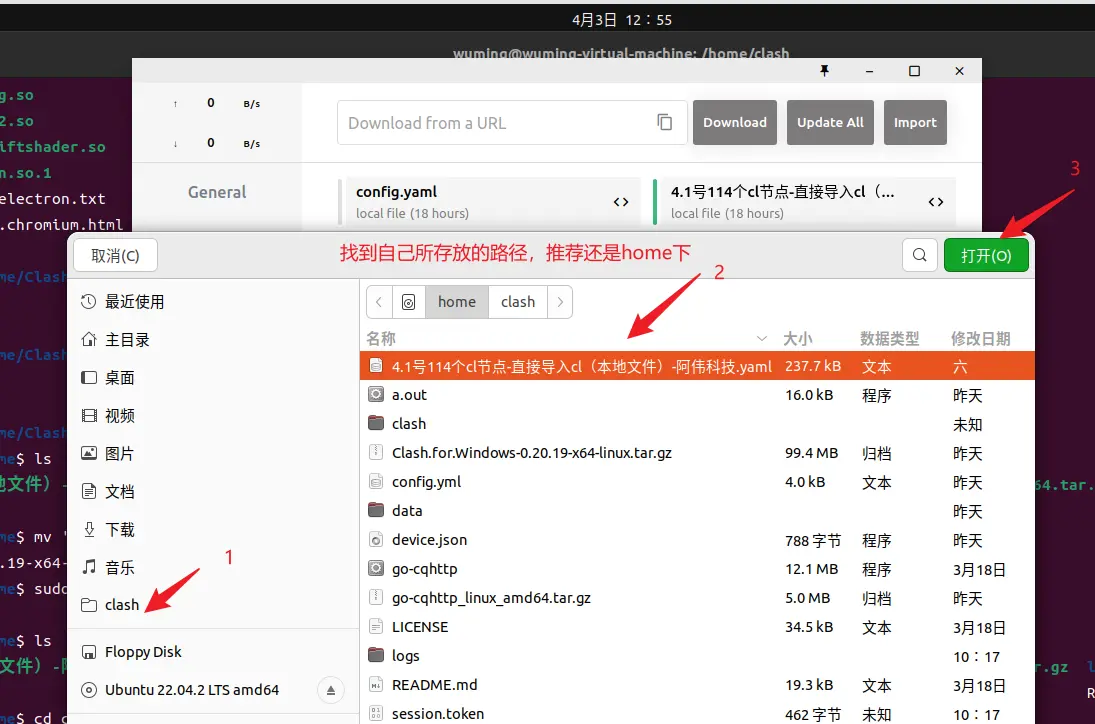 4月3日 12：55
wuming@wuming-virtual-machine: /home/clash
g.so
2.so
iftshader.so
n.so.1
electron.txt
.chromium.html
me/Clash
me/Clash
me/Clash
me$ ls
me$ mv '
.19-x64-
me$ sudo
me$ ls
me$ cd c
64.tar.
r.gz
↑ 0 B/s
↓ 0 B/s
General
Download from a URL
Download
Update All
Import
config.yaml
local file (18 hours)
<>
4.1号114个cl节点-直接导入cl（...
local file (18 hours)
<>
3
取消(C)
找到自己所存放的路径，推荐还是home下
2
打开(O)
最近使用
主目录
桌面
视频
图片
文档
下载
音乐
1
clash
Floppy Disk
Ubuntu 22.04.2 LTS amd64
home clash
名称 大小 数据类型 修改日期
4.1号114个cl节点-直接导入cl（本地文件）-阿伟科技.yaml 237.7 kB 文本 六
a.out 16.0 kB 程序 昨天
clash 未知
Clash.for.Windows-0.20.19-x64-linux.tar.gz 99.4 MB 归档 昨天
config.yml 4.0 kB 文本 昨天
data 昨天
device.json 788 字节 程序 昨天
go-cqhttp 12.1 MB 程序 3月18日
go-cqhttp_linux_amd64.tar.gz 5.0 MB 归档 昨天
LICENSE 34.5 kB 文本 3月18日
logs 10：17
README.md 19.3 kB 文本 3月18日
session.token 462 字节 未知 10：17